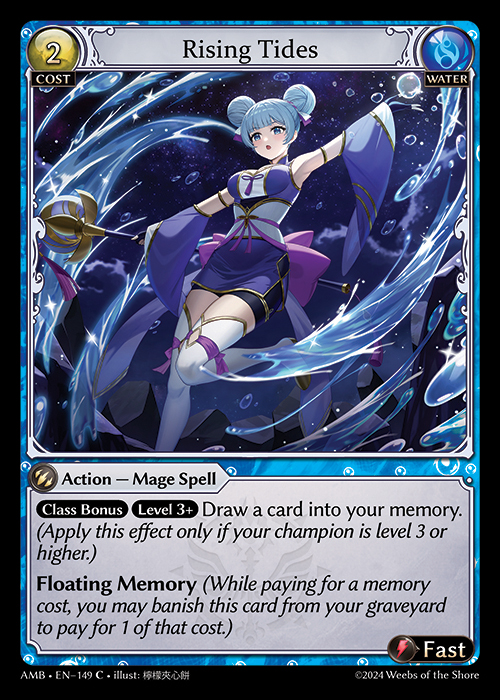 2
Rising Tides
COST
WATER
Action — Mage Spell
Class Bonus Level 3+ Draw a card into your memory.
(Apply this effect only if your champion is level 3 or
higher.)
Floating Memory (While paying for a memory
cost, you may banish this card from your graveyard
to pay for 1 of that cost.)
Fast
AMB • EN–149 C • illust: 檸檬夾心餅
©2024 Weebs of the Shore